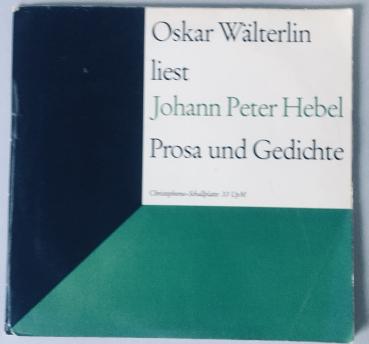 Oskar Wälterlin
liest
Johann Peter Hebel
Prosa und Gedichte
Christophorus-Schallplatte 33 UpM